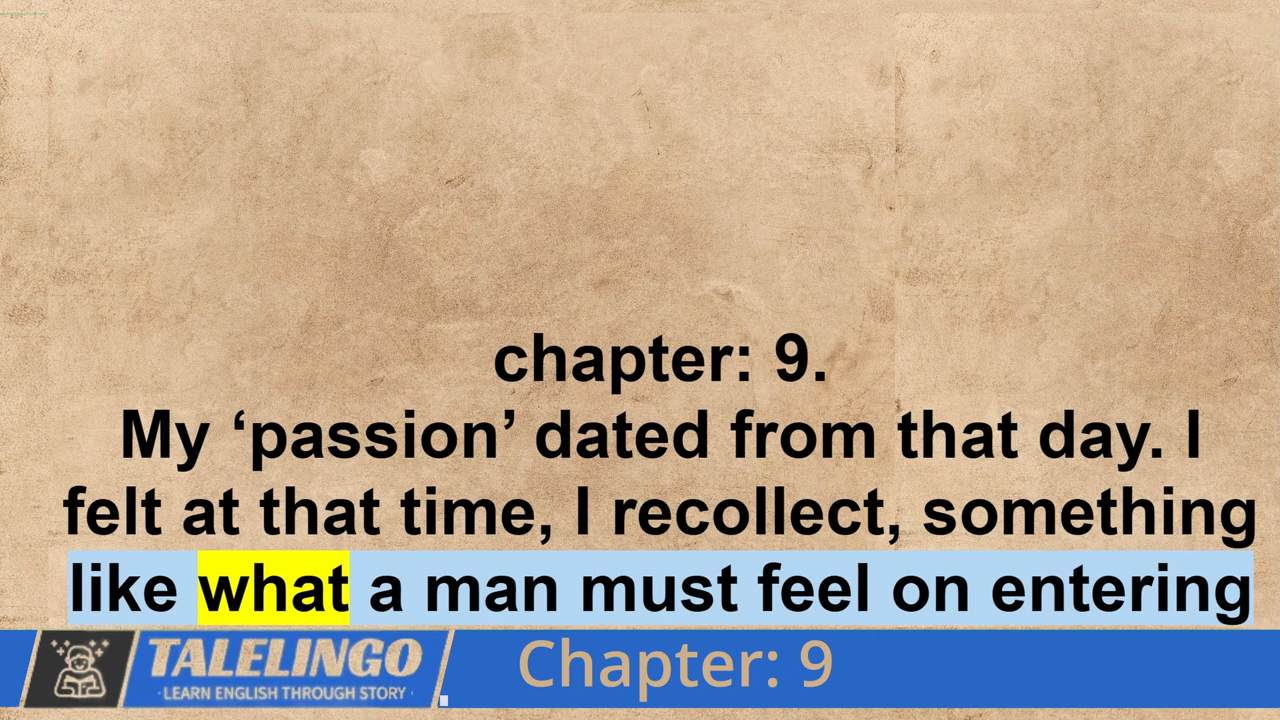 chapter: 9.
My ‘passion’ dated from that day. I
felt at that time, I recollect, something
like what a man must feel on entering
TALELINGO
·LEARN ENGLISH THROUGH STORY·
Chapter: 9